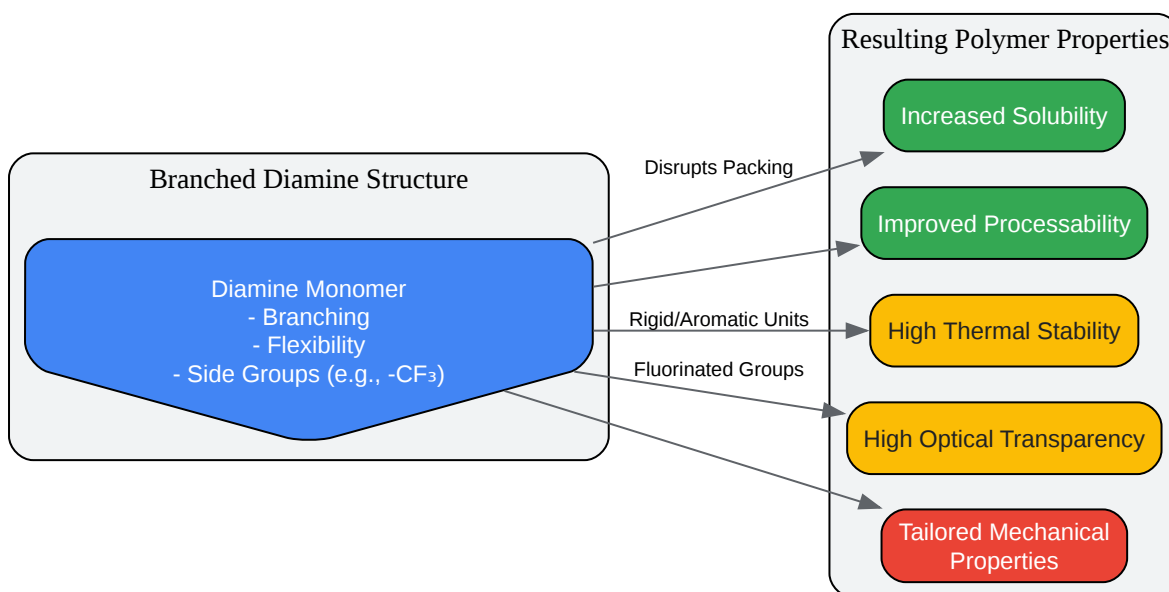 Branched Diamine Structure
Diamine Monomer
- Branching
- Flexibility
- Side Groups (e.g., -CF₃)
Disrupts Packing
Rigid/Aromatic Units
Fluorinated Groups
Resulting Polymer Properties
Increased Solubility
Improved Processability
High Thermal Stability
High Optical Transparency
Tailored Mechanical
Properties